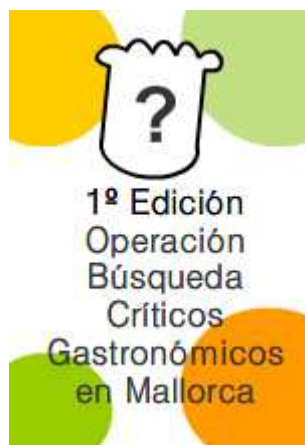 ?
1º Edición
Operación
Búsqueda
Críticos
Gastronómicos
en Mallorca